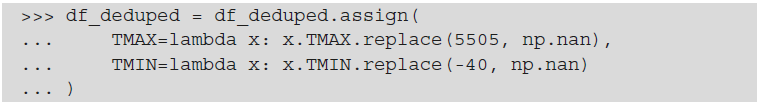 >>> df_deduped = df_deduped.assign(
...     TMAX=lambda x: x.TMAX.replace(5505, np.nan),
...     TMIN=lambda x: x.TMIN.replace(-40, np.nan)
... )